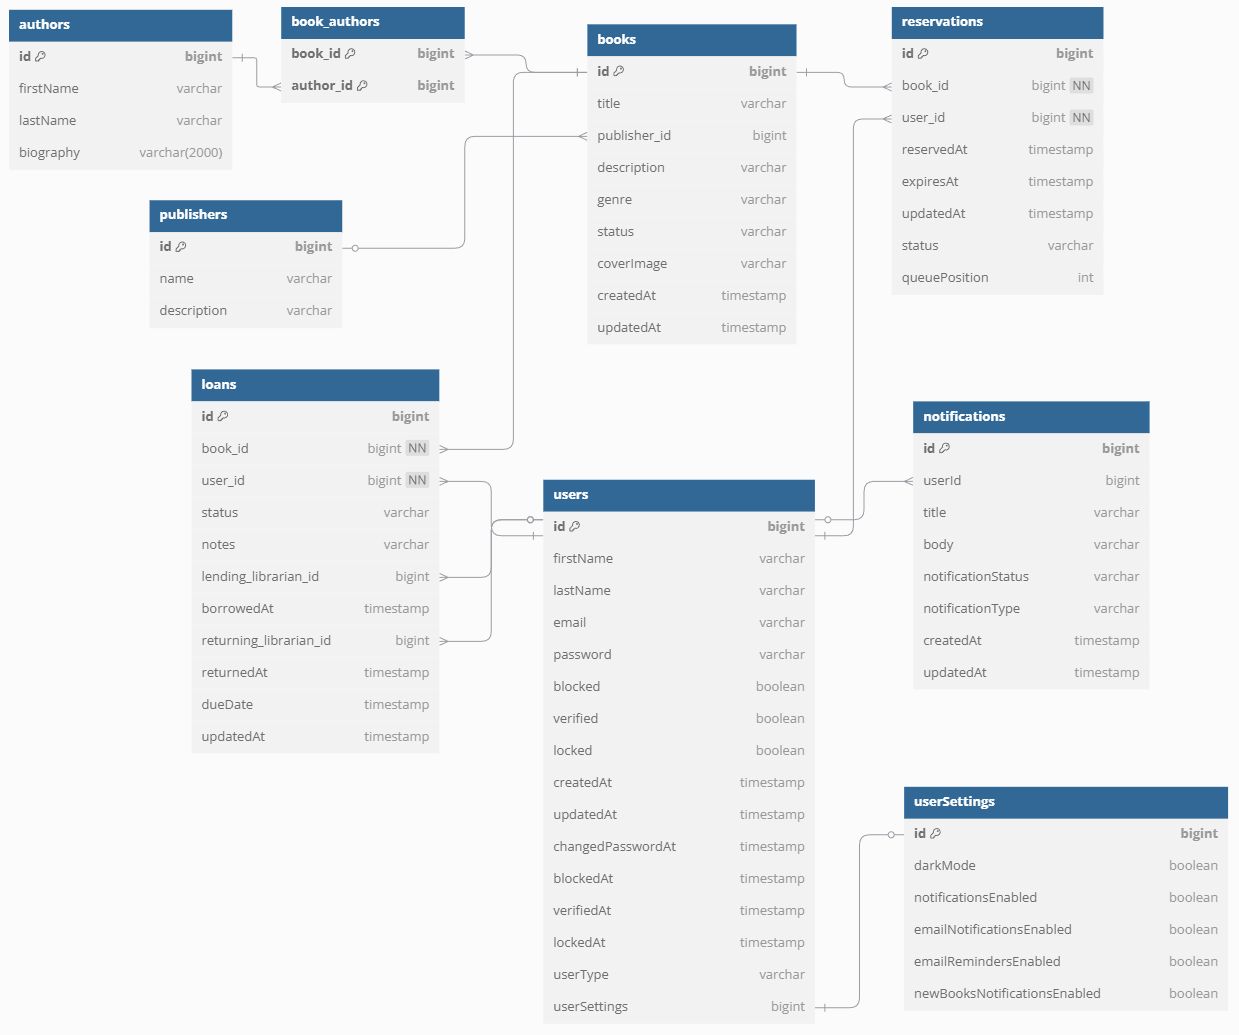 authors
id bigint
firstName varchar
lastName varchar
biography varchar(2000)
book_authors
book_id bigint
author_id bigint
books
id bigint
title varchar
publisher_id bigint
description varchar
genre varchar
status varchar
coverImage varchar
createdAt timestamp
updatedAt timestamp
reservations
id bigint
book_id bigint NN
user_id bigint NN
reservedAt timestamp
expiresAt timestamp
updatedAt timestamp
status varchar
queuePosition int
publishers
id bigint
name varchar
description varchar
loans
id bigint
book_id bigint NN
user_id bigint NN
status varchar
notes varchar
lending_librarian_id bigint
borrowedAt timestamp
returning_librarian_id bigint
returnedAt timestamp
dueDate timestamp
updatedAt timestamp
users
id bigint
firstName varchar
lastName varchar
email varchar
password varchar
blocked boolean
verified boolean
locked boolean
createdAt timestamp
updatedAt timestamp
changedPasswordAt timestamp
blockedAt timestamp
verifiedAt timestamp
lockedAt timestamp
userType varchar
userSettings bigint
notifications
id bigint
userId bigint
title varchar
body varchar
notificationStatus varchar
notificationType varchar
createdAt timestamp
updatedAt timestamp
userSettings
id bigint
darkMode boolean
notificationsEnabled boolean
emailNotificationsEnabled boolean
emailRemindersEnabled boolean
newBooksNotificationsEnabled boolean